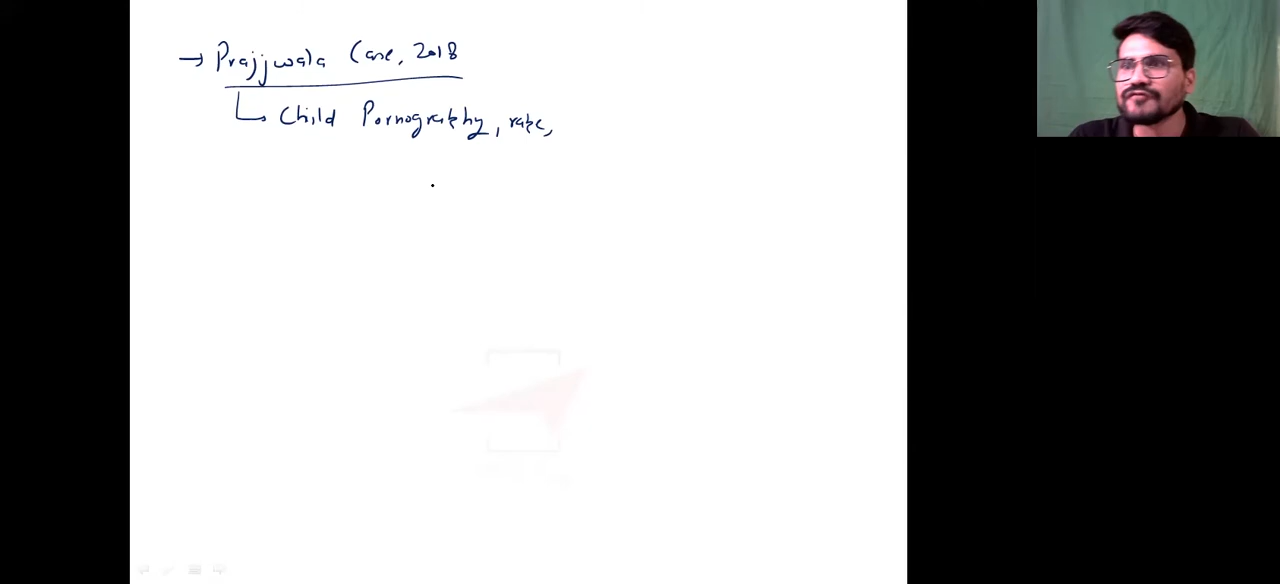 → Prajjwala Case, 2018
Child Pornography, rape,